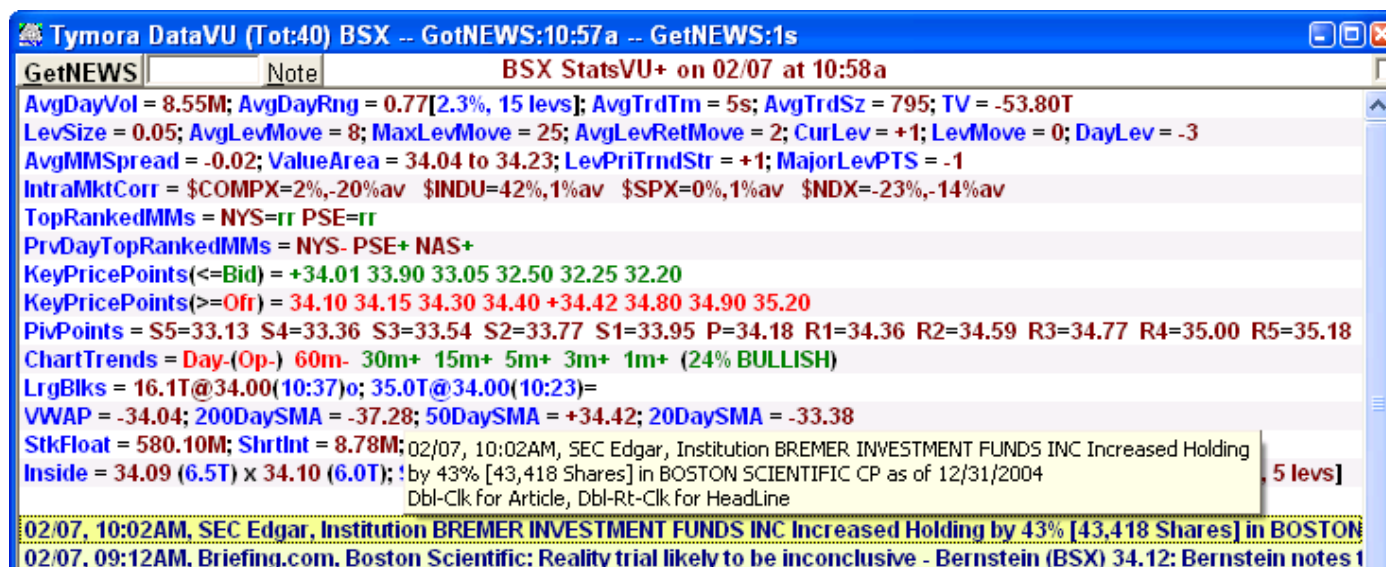 Tymora DataVU (Tot:40) BSX -- GotNEWS:10:57a -- GetNEWS:1s
GetNEWS Note BSX StatsVU+ on 02/07 at 10:58a
AvgDayVol = 8.55M; AvgDayRng = 0.77[2.3%, 15 levs]; AvgTrdTm = 5s; AvgTrdSz = 795; TV = -53.80T
LevSize = 0.05; AvgLevMove = 8; MaxLevMove = 25; AvgLevRetMove = 2; CurLev = +1; LevMove = 0; DayLev = -3
AvgMMSpread = -0.02; ValueArea = 34.04 to 34.23; LevPriTrndStr = +1; MajorLevPTS = -1
IntraMktCorr = $COMPX=2%,-20%av $INDU=42%,1%av $SPX=0%,1%av $NDX=-23%,-14%av
TopRankedMMs = NYS=rr PSE=rr
PrvDayTopRankedMMs = NYS- PSE+ NAS+
KeyPricePoints(<=Bid) = +34.01 33.90 33.05 32.50 32.25 32.20
KeyPricePoints(>=Ofr) = 34.10 34.15 34.30 34.40 +34.42 34.80 34.90 35.20
PivPoints = S5=33.13 S4=33.36 S3=33.54 S2=33.77 S1=33.95 P=34.18 R1=34.36 R2=34.59 R3=34.77 R4=35.00 R5=35.18
ChartTrends = Day-(Op-) 60m- 30m+ 15m+ 5m+ 3m+ 1m+ (24% BULLISH)
LrgBlks = 16.1T@34.00(10:37)o; 35.0T@34.00(10:23)=
VWAP = -34.04; 200DaySMA = -37.28; 50DaySMA = +34.42; 20DaySMA = -33.38
StkFloat = 580.10M; ShrtInt = 8.78M;
Inside = 34.09 (6.5T) x 34.10 (6.0T); , 5 levs]
02/07, 10:02AM, SEC Edgar, Institution BREMER INVESTMENT FUNDS INC Increased Holding
by 43% [43,418 Shares] in BOSTON SCIENTIFIC CP as of 12/31/2004
Dbl-Clk for Article, Dbl-Rt-Clk for HeadLine
02/07, 10:02AM, SEC Edgar, Institution BREMER INVESTMENT FUNDS INC Increased Holding by 43% [43,418 Shares] in BOSTON
02/07, 09:12AM, Briefing.com, Boston Scientific: Reality trial likely to be inconclusive - Bernstein (BSX) 34.12: Bernstein notes